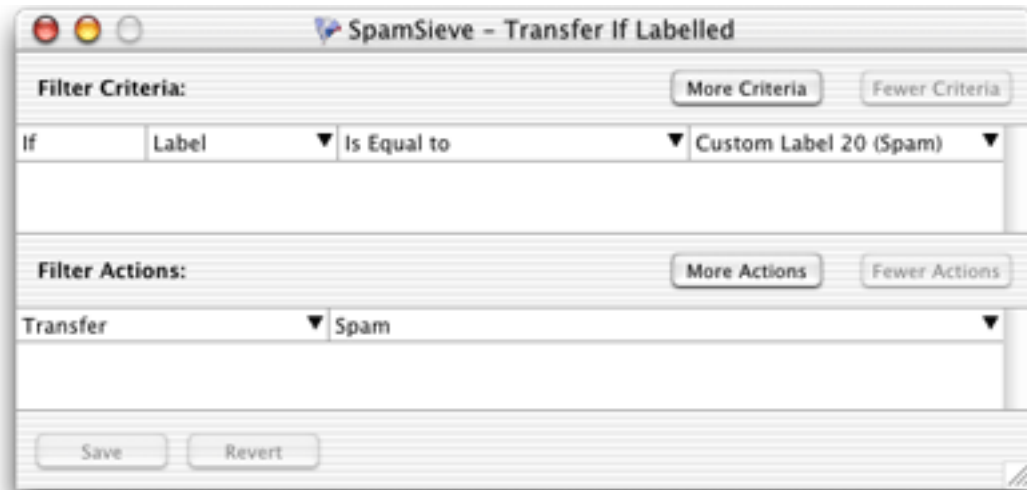 SpamSieve – Transfer If Labelled
Filter Criteria: More Criteria Fewer Criteria
If Label Is Equal to Custom Label 20 (Spam)
Filter Actions: More Actions Fewer Actions
Transfer Spam
Save Revert